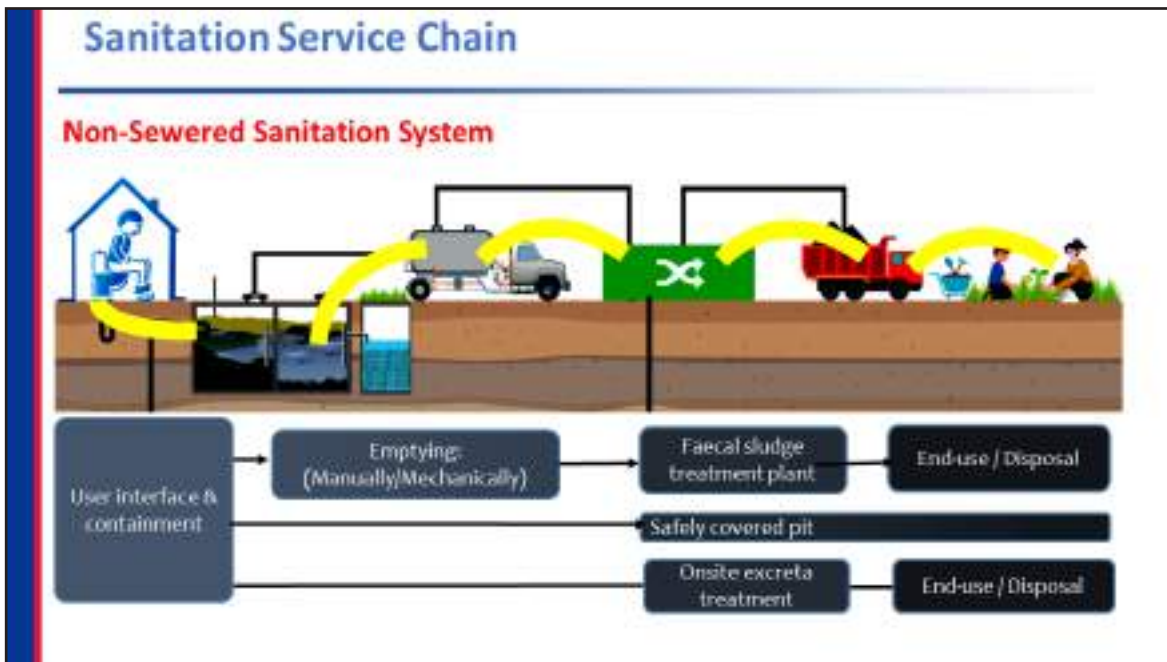 Sanitation Service Chain
Non-Sewered Sanitation System
User interface &
containment
Emptying:
(Manually/Mechanically)
Faecal sludge
treatment plant
End-use / Disposal
Safely covered pit
Onsite excreta
treatment
End-use / Disposal